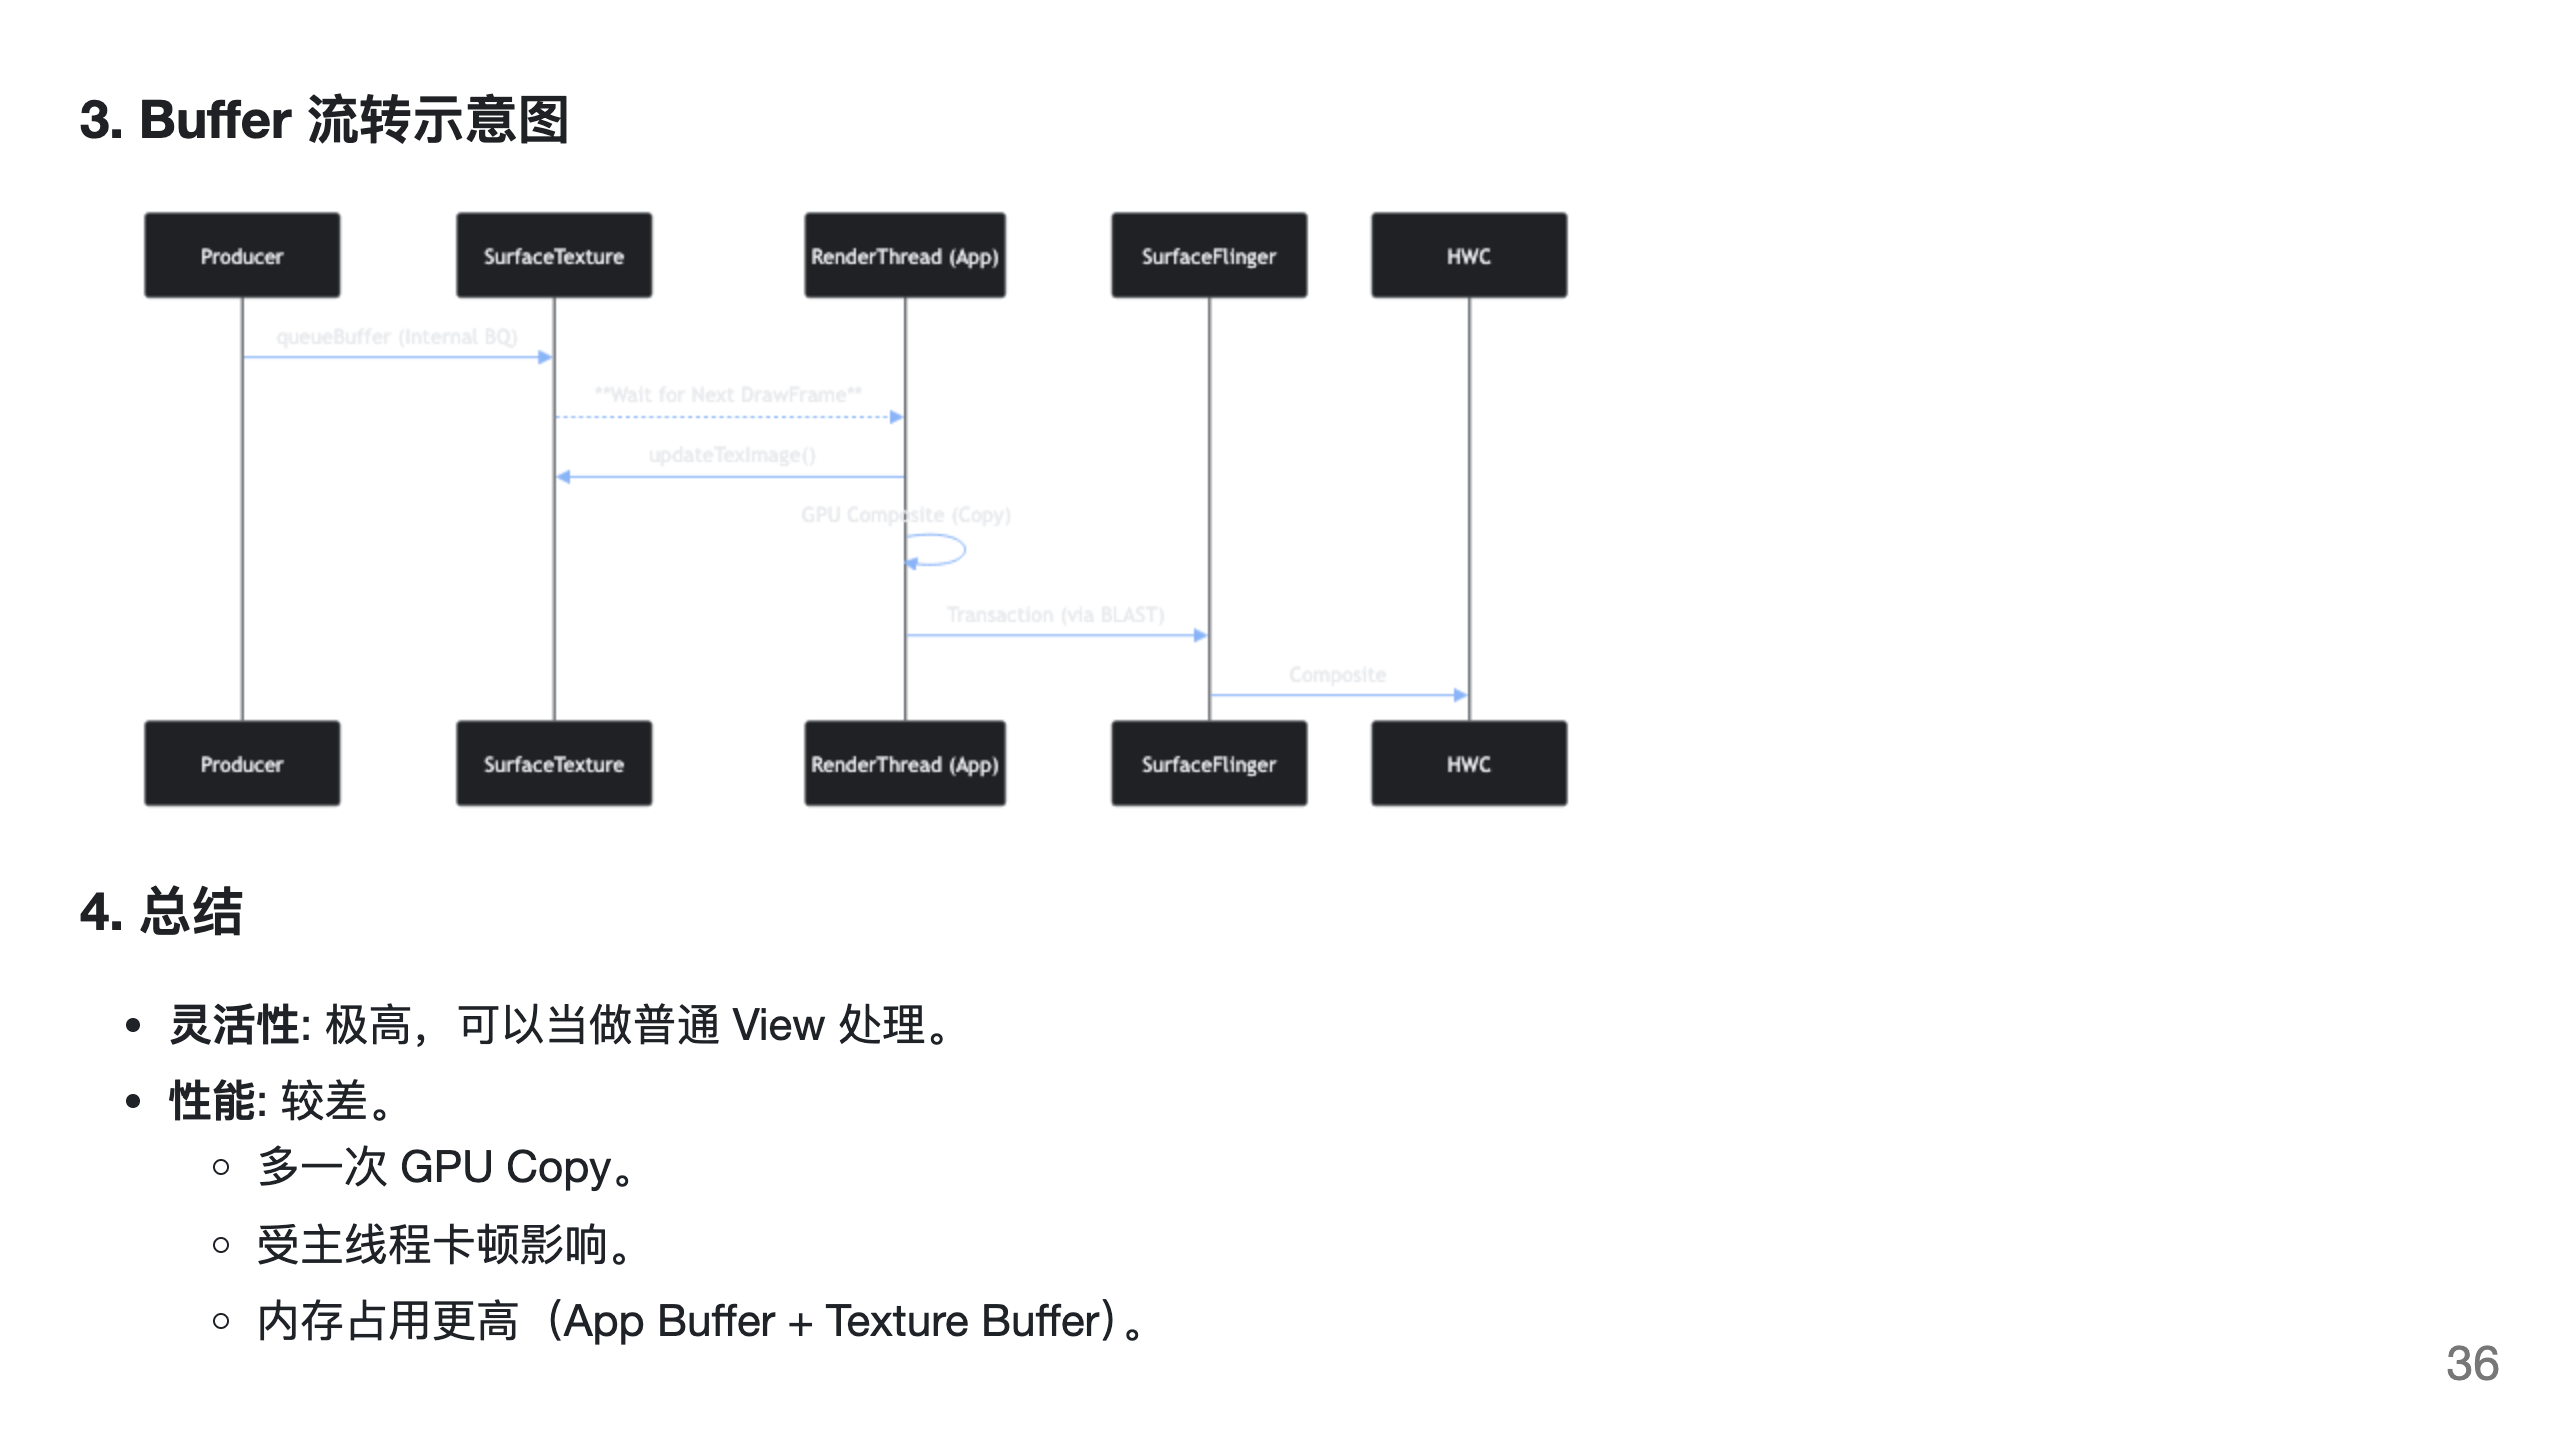 3. Buffer 流转示意图
Producer
SurfaceTexture
RenderThread (App)
SurfaceFlinger
HWC
queueBuffer (Internal BQ)
**Wait for Next DrawFrame**
updateTexImage()
GPU Composite (Copy)
Transaction (via BLAST)
Composite
Producer
SurfaceTexture
RenderThread (App)
SurfaceFlinger
HWC
4. 总结
• 灵活性: 极高，可以当做普通 View 处理。
• 性能: 较差。
○ 多一次 GPU Copy。
○ 受主线程卡顿影响。
○ 内存占用更高（App Buffer + Texture Buffer）。
36